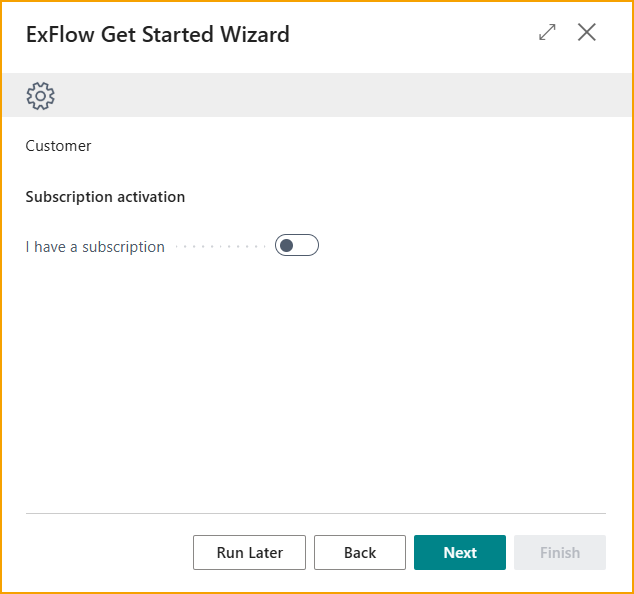 ExFlow Get Started Wizard
Customer
Subscription activation
I have a subscription
Run Later
Back
Next
Finish